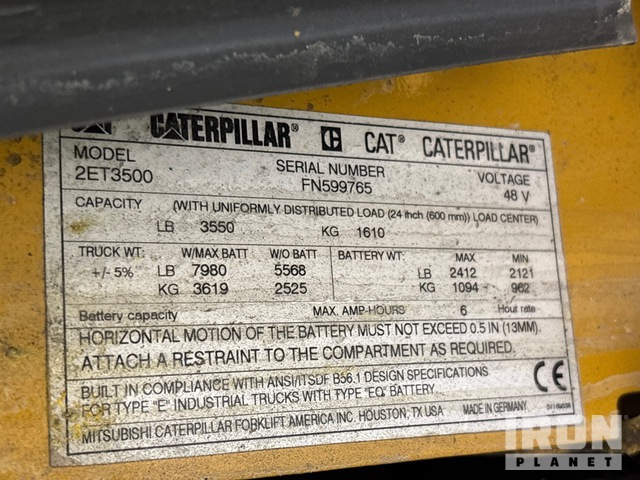 CAT CATERPILLAR® C CAT® CATERPILLAR®
MODEL SERIAL NUMBER VOLTAGE
2ET3500 FN599765 48 V
CAPACITY (WITH UNIFORMLY DISTRIBUTED LOAD (24 inch (600 mm)) LOAD CENTER)
LB 3550 KG 1610
TRUCK WT: W/MAX BATT W/O BATT BATTERY WT: MAX MIN
+/- 5% LB 7980 5568 LB 2412 2121
KG 3619 2525 KG 1094 962
Battery capacity MAX. AMP-HOURS 6 Hour rate
HORIZONTAL MOTION OF THE BATTERY MUST NOT EXCEED 0.5 IN (13MM).
ATTACH A RESTRAINT TO THE COMPARTMENT AS REQUIRED.
BUILT IN COMPLIANCE WITH ANSI/ITSDF B56.1 DESIGN SPECIFICATIONS
FOR TYPE "E" INDUSTRIAL TRUCKS WITH TYPE "EO" BATTERY. CE
MITSUBISHI CATERPILLAR FORKLIFT AMERICA INC. HOUSTON, TX USA MADE IN GERMANY
IRON
PLANET